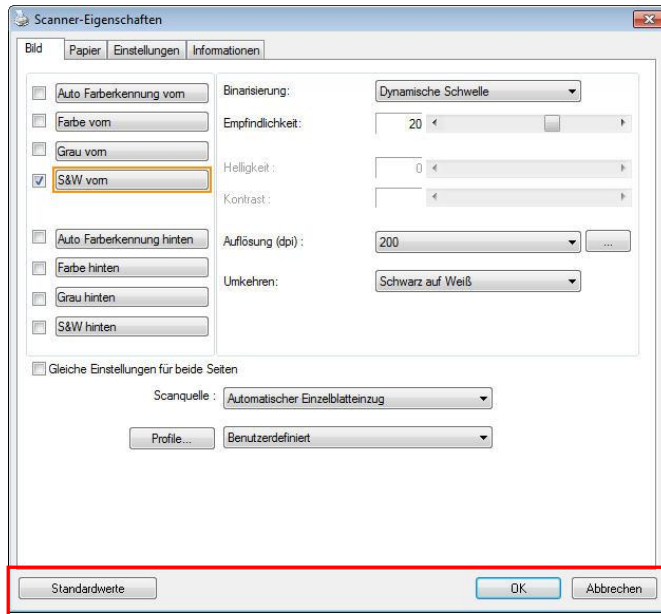 Scanner-Eigenschaften
Bild Papier Einstellungen Informationen
Auto Farberkennung vorn
Farbe vorn
Grau vorn
S&W vorn
Auto Farberkennung hinten
Farbe hinten
Grau hinten
S&W hinten
Binarisierung: Dynamische Schwelle
Empfindlichkeit: 20
Helligkeit : 0
Kontrast :
Auflösung (dpi) : 200 ...
Umkehren: Schwarz auf Weiß
Gleiche Einstellungen für beide Seiten
Scanquelle : Automatischer Einzelblatteinzug
Profile... Benutzerdefiniert
Standardwerte OK Abbrechen